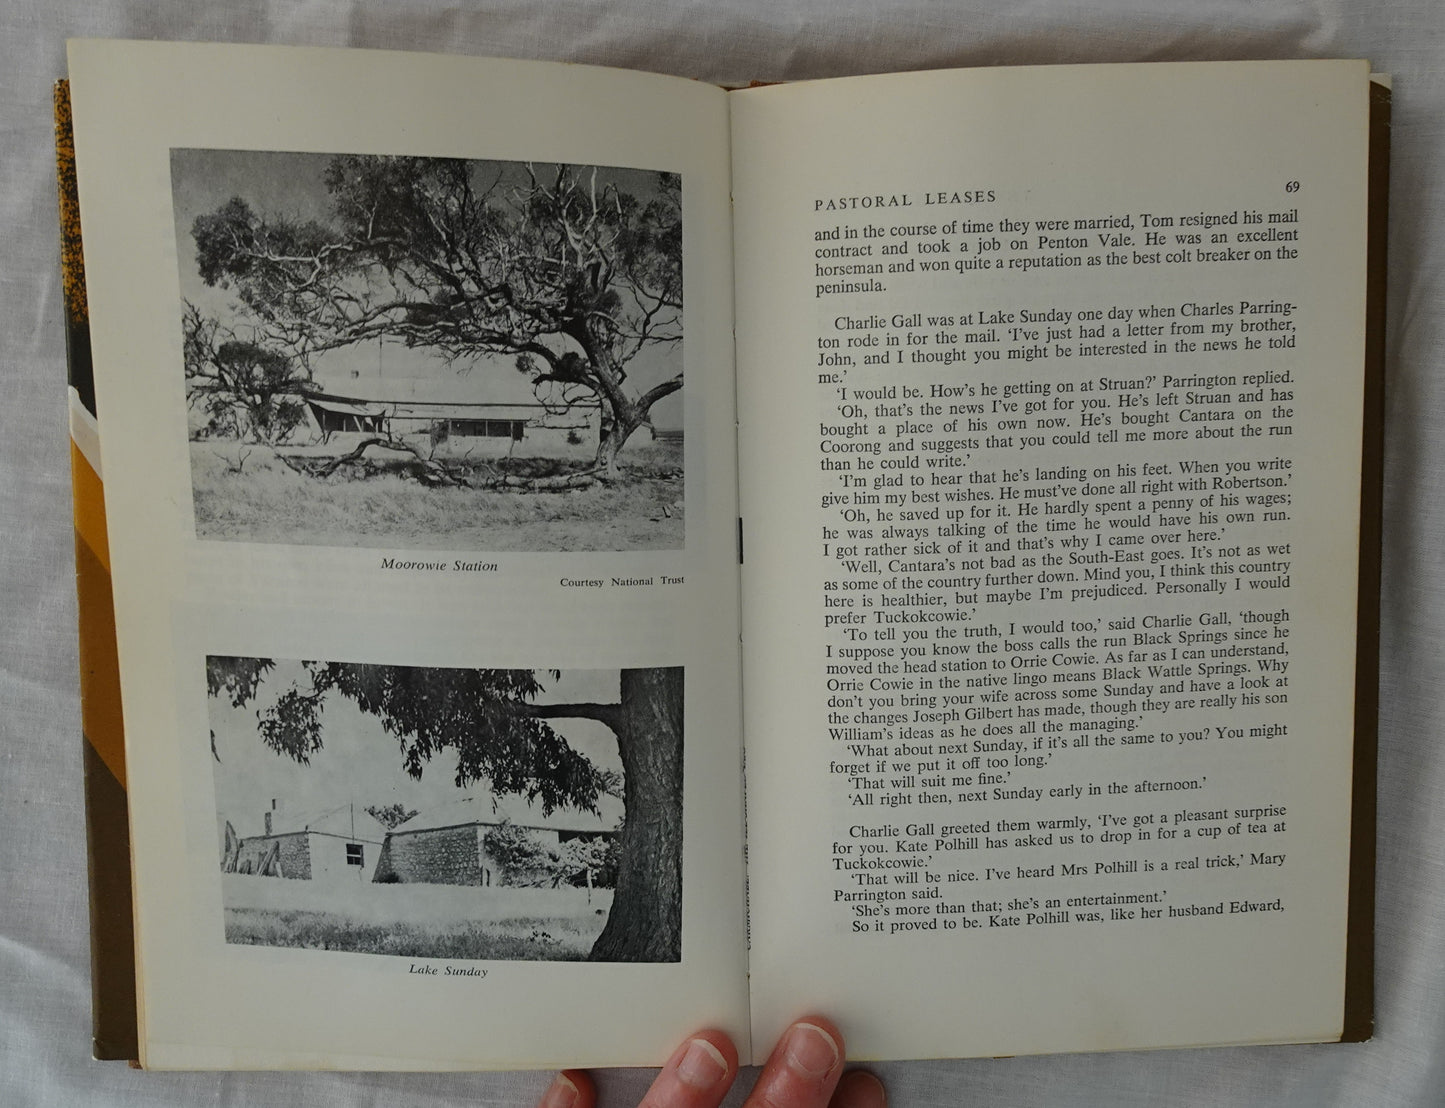 Moorowie Station
Courtesy National Trust
Lake Sunday
PASTORAL LEASES
69
and in the course of time they were married, Tom resigned his mail
contract and took a job on Penton Vale. He was an excellent
horseman and won quite a reputation as the best colt breaker on the
peninsula.
Charlie Gall was at Lake Sunday one day when Charles Parring-
ton rode in for the mail. ‘I’ve just had a letter from my brother,
John, and I thought you might be interested in the news he told
me.’
‘I would be. How’s he getting on at Struan?’ Parrington replied.
‘Oh, that’s the news I’ve got for you. He’s left Struan and has
bought a place of his own now. He’s bought Cantara on the
Coorong and suggests that you could tell me more about the run
than he could write.’
‘I’m glad to hear that he’s landing on his feet. When you write
give him my best wishes. He must’ve done all right with Robertson.’
‘Oh, he saved up for it. He hardly spent a penny of his wages;
he was always talking of the time he would have his own run.
I got rather sick of it and that’s why I came over here.’
‘Well, Cantara’s not bad as the South-East goes. It’s not as wet
as some of the country further down. Mind you, I think this country
here is healthier, but maybe I’m prejudiced. Personally I would
prefer Tuckokcowie.’
‘To tell you the truth, I would too,’ said Charlie Gall, ‘though
I suppose you know the boss calls the run Black Springs since he
moved the head station to Orrie Cowie. As far as I can understand,
Orrie Cowie in the native lingo means Black Wattle Springs. Why
don’t you bring your wife across some Sunday and have a look at
the changes Joseph Gilbert has made, though they are really his son
William’s ideas as he does all the managing.’
‘What about next Sunday, if it’s all the same to you? You might
forget if we put it off too long.’
‘That will suit me fine.’
‘All right then, next Sunday early in the afternoon.’
Charlie Gall greeted them warmly, ‘I’ve got a pleasant surprise
for you. Kate Polhill has asked us to drop in for a cup of tea at
Tuckokcowie.’
‘That will be nice. I’ve heard Mrs Polhill is a real trick,’ Mary
Parrington said.
‘She’s more than that; she’s an entertainment.’
So it proved to be. Kate Polhill was, like her husband Edward,